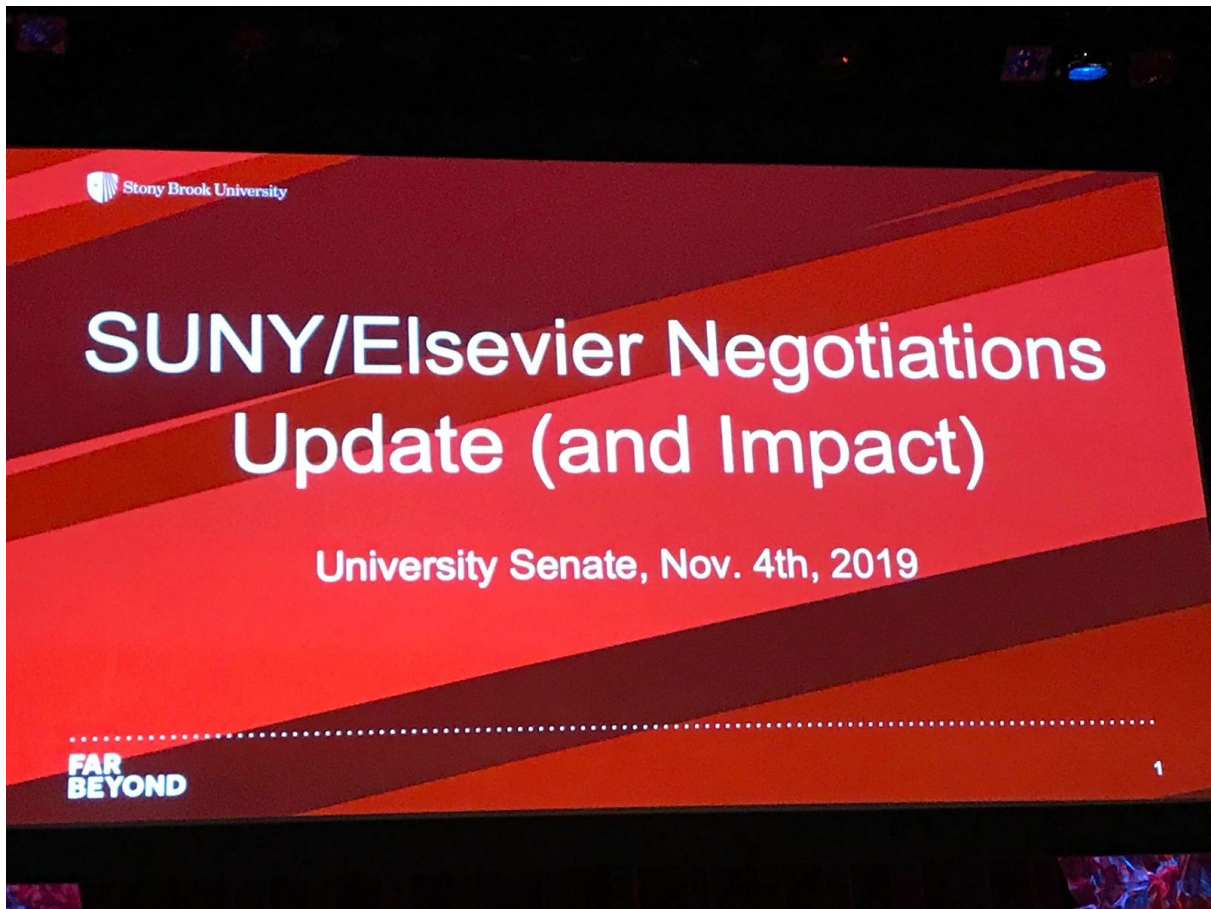 Stony Brook University
SUNY/Elsevier Negotiations
Update (and Impact)
University Senate, Nov. 4th, 2019
FAR
BEYOND
1